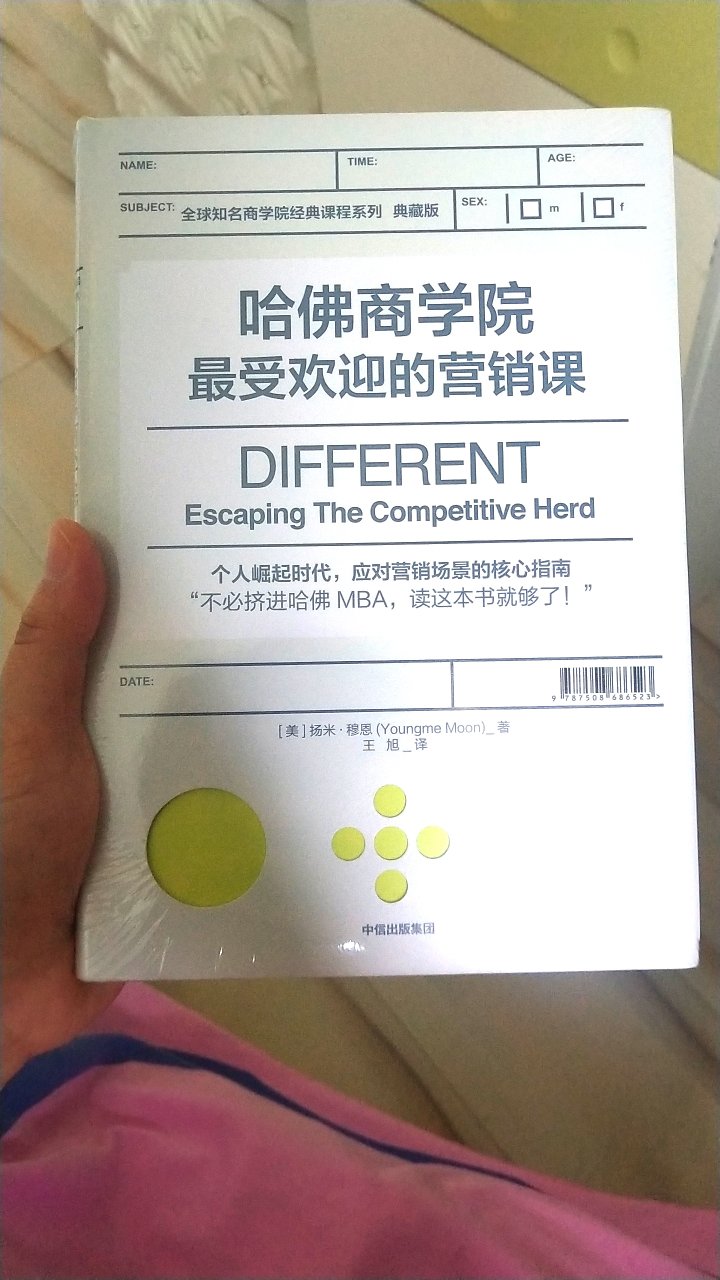 NAME: TIME: AGE:
SUBJECT: 全球知名商学院经典课程系列 典藏版 SEX: m f
哈佛商学院
最受欢迎的营销课
DIFFERENT
Escaping The Competitive Herd
个人崛起时代，应对营销场景的核心指南
“不必挤进哈佛 MBA，读这本书就够了！”
DATE:
9 787508 686523 >
［美］扬米·穆恩 (Youngme Moon)_ 著
王 旭 _ 译
中信出版集团